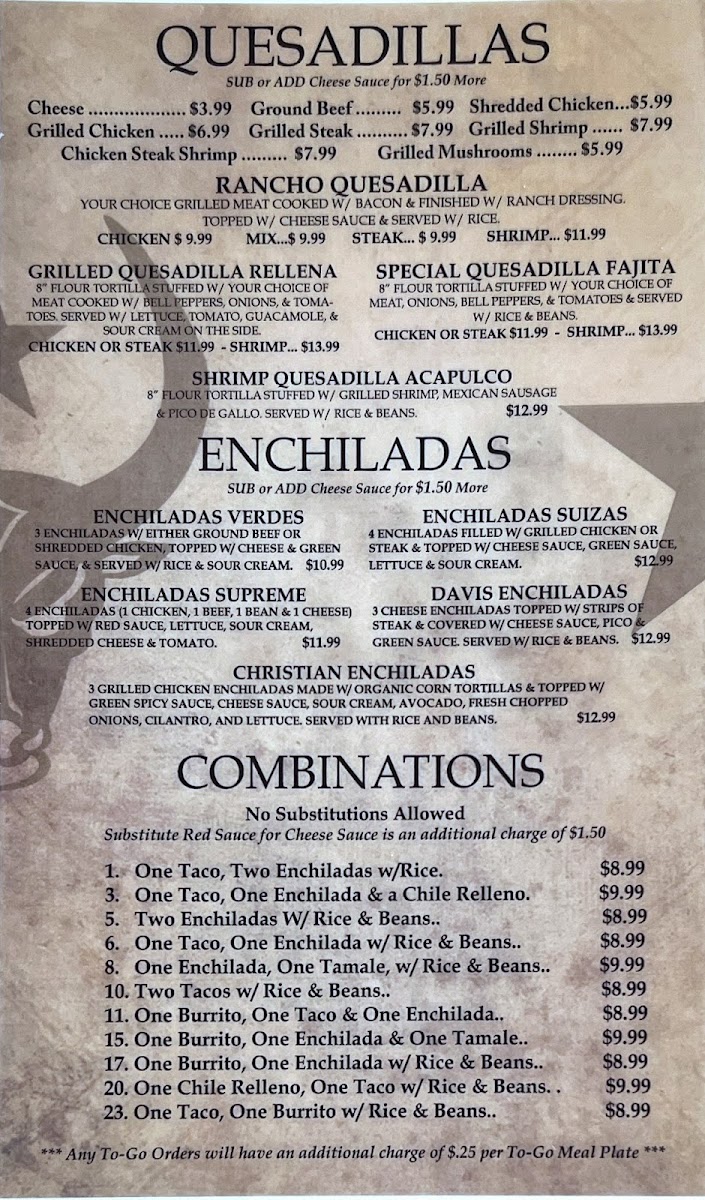 QUESADILLAS
SUB or ADD Cheese Sauce for $1.50 More
Cheese ................... $3.99 Ground Beef ......... $5.99 Shredded Chicken...$5.99
Grilled Chicken ..... $6.99 Grilled Steak .......... $7.99 Grilled Shrimp ...... $7.99
Chicken Steak Shrimp ......... $7.99 Grilled Mushrooms ........ $5.99
RANCHO QUESADILLA
YOUR CHOICE GRILLED MEAT COOKED W/ BACON & FINISHED W/ RANCH DRESSING.
TOPPED W/ CHEESE SAUCE & SERVED W/ RICE.
CHICKEN $ 9.99 MIX...$ 9.99 STEAK... $ 9.99 SHRIMP... $11.99
GRILLED QUESADILLA RELLENA
8" FLOUR TORTILLA STUFFED W/ YOUR CHOICE OF
MEAT COOKED W/ BELL PEPPERS, ONIONS, & TOMA-
TOES. SERVED W/ LETTUCE, TOMATO, GUACAMOLE, &
SOUR CREAM ON THE SIDE.
CHICKEN OR STEAK $11.99 - SHRIMP... $13.99
SPECIAL QUESADILLA FAJITA
8" FLOUR TORTILLA STUFFED W/ YOUR CHOICE OF
MEAT, ONIONS, BELL PEPPERS, & TOMATOES & SERVED
W/ RICE & BEANS.
CHICKEN OR STEAK $11.99 - SHRIMP... $13.99
SHRIMP QUESADILLA ACAPULCO
8" FLOUR TORTILLA STUFFED W/ GRILLED SHRIMP, MEXICAN SAUSAGE
& PICO DE GALLO. SERVED W/ RICE & BEANS. $12.99
ENCHILADAS
SUB or ADD Cheese Sauce for $1.50 More
ENCHILADAS VERDES
3 ENCHILADAS W/ EITHER GROUND BEEF OR
SHREDDED CHICKEN, TOPPED W/ CHEESE & GREEN
SAUCE, & SERVED W/ RICE & SOUR CREAM. $10.99
ENCHILADAS SUIZAS
4 ENCHILADAS FILLED W/ GRILLED CHICKEN OR
STEAK & TOPPED W/ CHEESE SAUCE, GREEN SAUCE,
LETTUCE & SOUR CREAM. $12.99
ENCHILADAS SUPREME
4 ENCHILADAS (1 CHICKEN, 1 BEEF, 1 BEAN & 1 CHEESE)
TOPPED W/ RED SAUCE, LETTUCE, SOUR CREAM,
SHREDDED CHEESE & TOMATO. $11.99
DAVIS ENCHILADAS
3 CHEESE ENCHILADAS TOPPED W/ STRIPS OF
STEAK & COVERED W/ CHEESE SAUCE, PICO &
GREEN SAUCE. SERVED W/ RICE & BEANS. $12.99
CHRISTIAN ENCHILADAS
3 GRILLED CHICKEN ENCHILADAS MADE W/ ORGANIC CORN TORTILLAS & TOPPED W/
GREEN SPICY SAUCE, CHEESE SAUCE, SOUR CREAM, AVOCADO, FRESH CHOPPED
ONIONS, CILANTRO, AND LETTUCE. SERVED WITH RICE AND BEANS. $12.99
COMBINATIONS
No Substitutions Allowed
Substitute Red Sauce for Cheese Sauce is an additional charge of $1.50
1. One Taco, Two Enchiladas w/Rice. $8.99
3. One Taco, One Enchilada & a Chile Relleno. $9.99
5. Two Enchiladas W/ Rice & Beans.. $8.99
6. One Taco, One Enchilada w/ Rice & Beans.. $8.99
8. One Enchilada, One Tamale, w/ Rice & Beans.. $9.99
10. Two Tacos w/ Rice & Beans.. $8.99
11. One Burrito, One Taco & One Enchilada.. $8.99
15. One Burrito, One Enchilada & One Tamale.. $9.99
17. One Burrito, One Enchilada w/ Rice & Beans.. $8.99
20. One Chile Relleno, One Taco w/ Rice & Beans. . $9.99
23. One Taco, One Burrito w/ Rice & Beans.. $8.99
*** Any To-Go Orders will have an additional charge of $.25 per To-Go Meal Plate ***